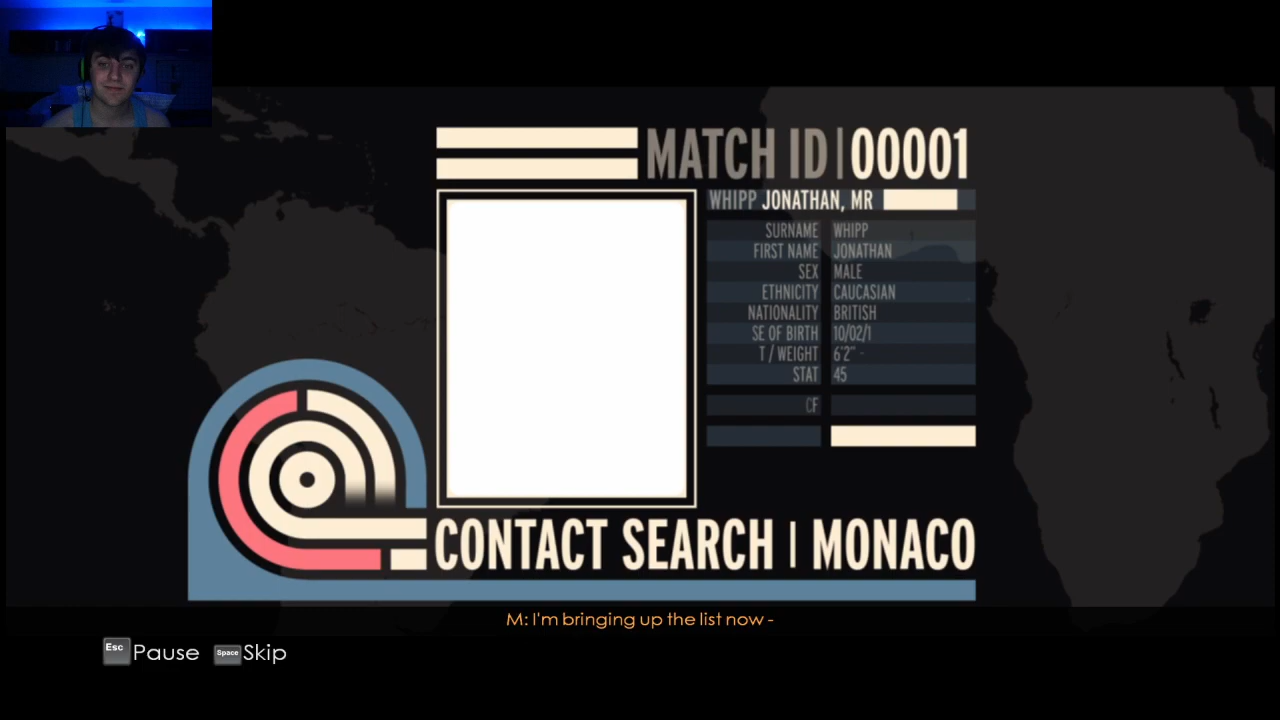 MATCH ID | 00001
WHIPP JONATHAN, MR
SURNAME WHIPP
FIRST NAME JONATHAN
SEX MALE
ETHNICITY CAUCASIAN
NATIONALITY BRITISH
SE OF BIRTH 10/02/1
T / WEIGHT 6'2" -
STAT 45
CF
CONTACT SEARCH | MONACO
M: I'm bringing up the list now -
Esc Pause Space Skip